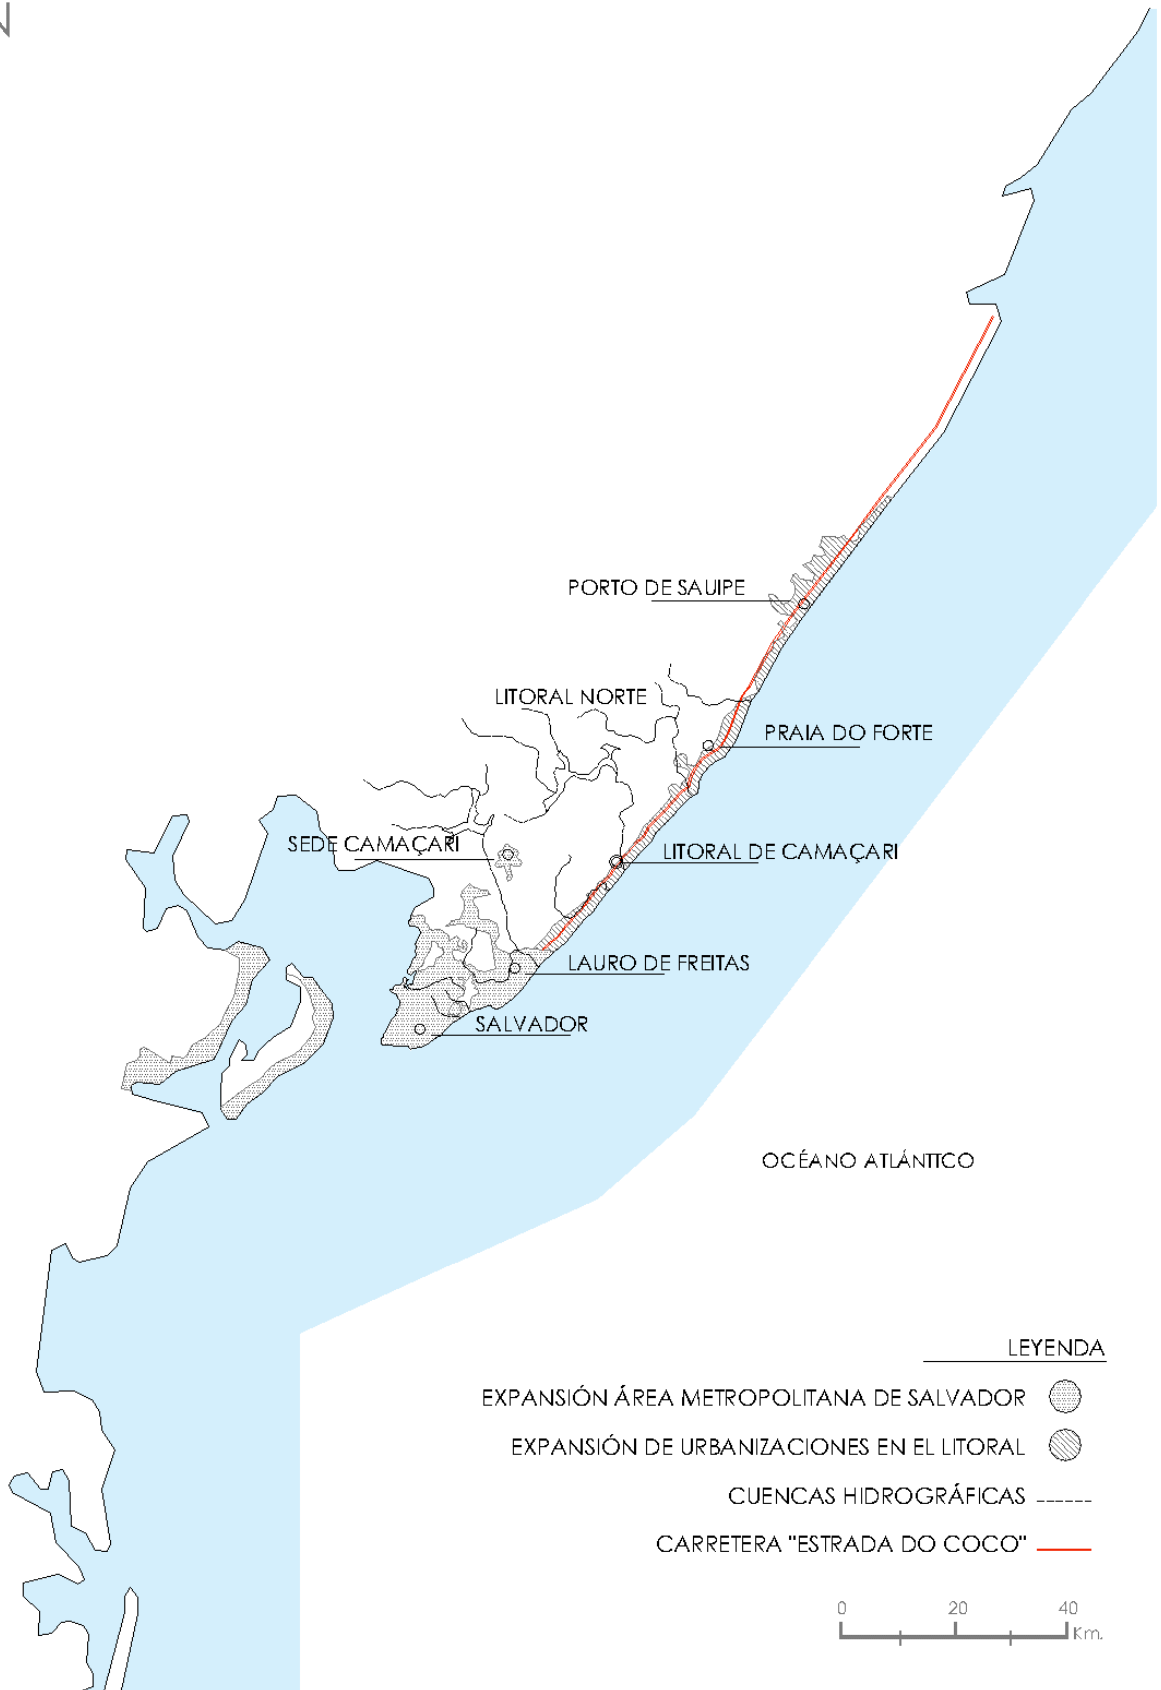 N
PORTO DE SAUIPE
LITORAL NORTE
PRAIA DO FORTE
SEDE CAMAÇARI
LITORAL DE CAMAÇARI
LAURO DE FREITAS
SALVADOR
OCÉANO ATLÁNTICO
LEYENDA
EXPANSIÓN ÁREA METROPOLITANA DE SALVADOR
EXPANSIÓN DE URBANIZACIONES EN EL LITORAL
CUENCAS HIDROGRÁFICAS
CARRETERA "ESTRADA DO COCO"
0 20 40
Km.